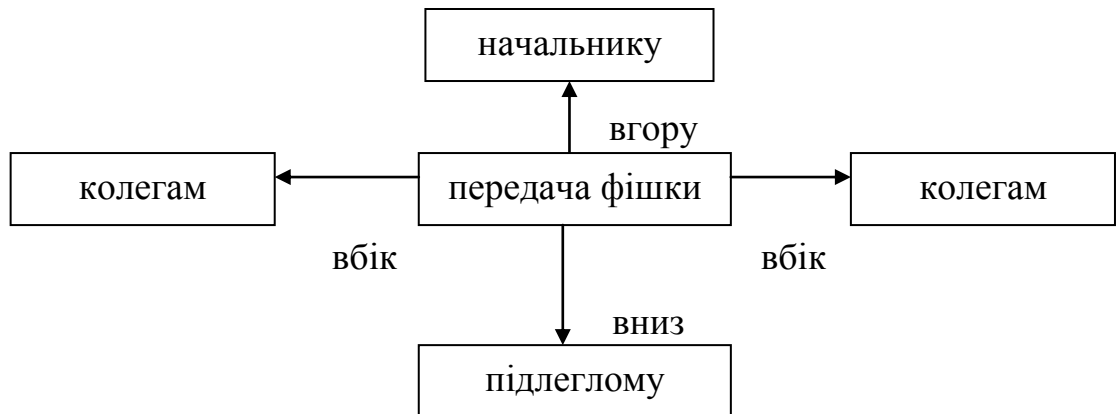 начальнику
вгору
колегам
передача фішки
колегам
вбік
вбік
вниз
підлеглому